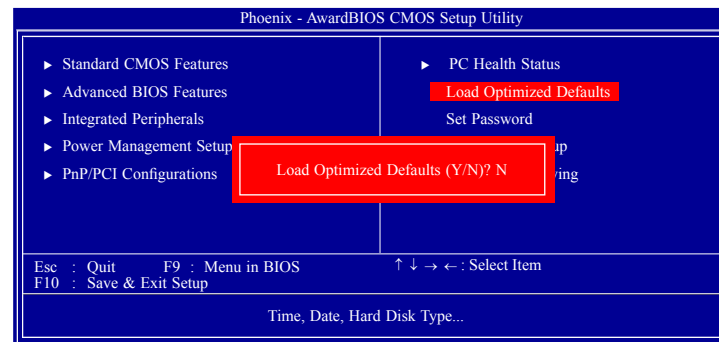 Phoenix - AwardBIOS CMOS Setup Utility
► Standard CMOS Features
► Advanced BIOS Features
► Integrated Peripherals
► Power Management Setup
► PnP/PCI Configurations
► PC Health Status
Load Optimized Defaults
Set Password
up
ving
Load Optimized Defaults (Y/N)? N
Esc : Quit F9 : Menu in BIOS ↑ ↓ → ← : Select Item
F10 : Save & Exit Setup
Time, Date, Hard Disk Type...